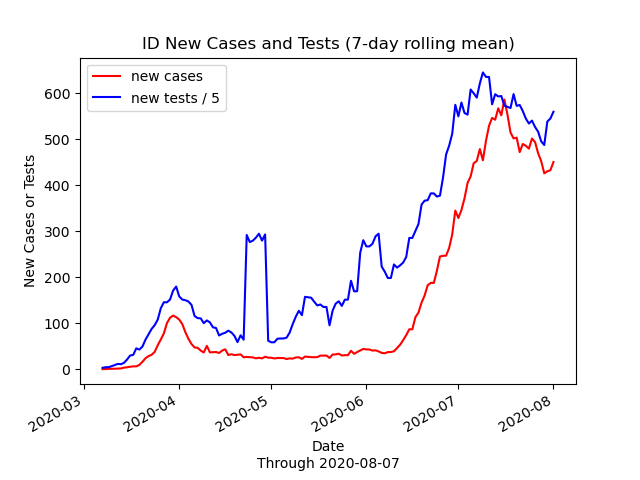 ID New Cases and Tests (7-day rolling mean)
new cases
new tests / 5
New Cases or Tests
600
500
400
300
200
100
0
2020-03
2020-04
2020-05
2020-06
2020-07
2020-08
Date
Through 2020-08-07